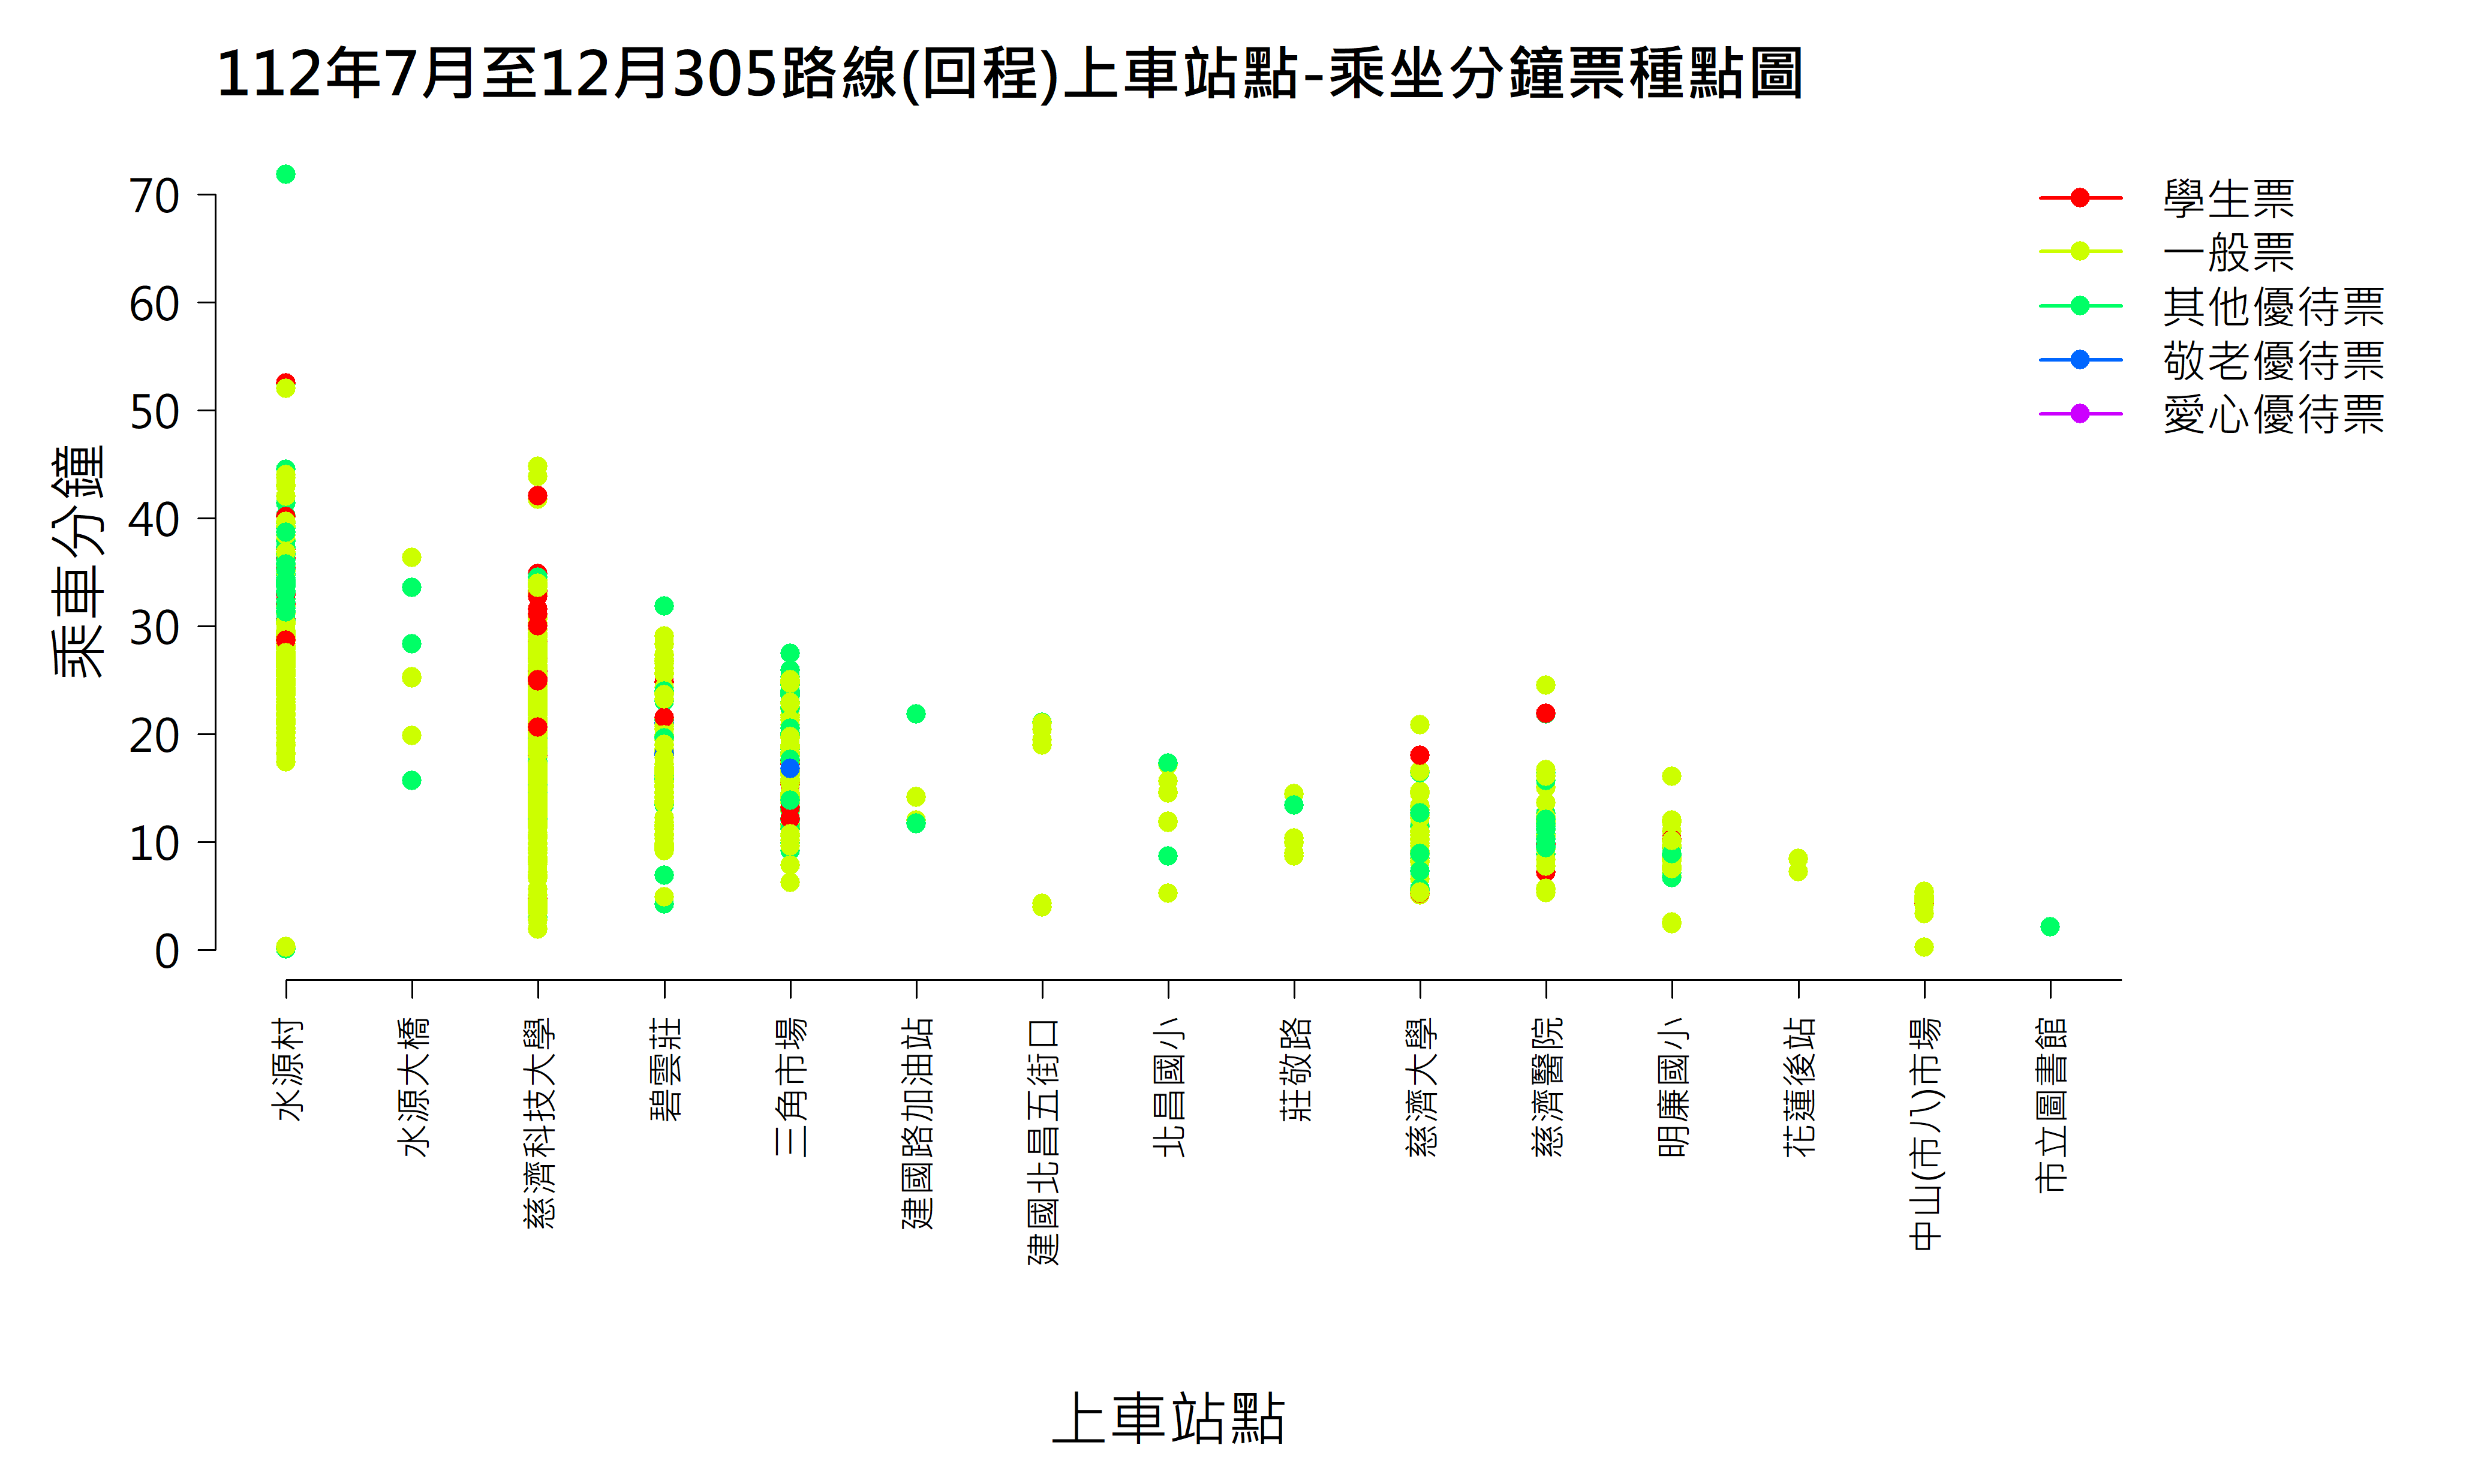 112年7月至12月305路線(回程)上車站點-乘坐分鐘票種點圖
學生票
一般票
其他優待票
敬老優待票
愛心優待票
乘車分鐘
70
60
50
40
30
20
10
0
水源村
水源大橋
慈濟科技大學
碧雲莊
三角市場
建國路加油站
建國北昌五街口
北昌國小
莊敬路
慈濟大學
慈濟醫院
明廉國小
花蓮後站
中山(市八)市場
市立圖書館
上車站點